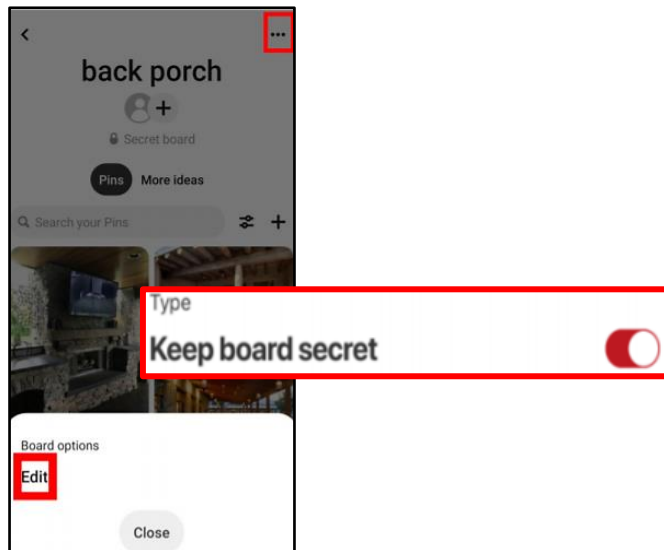 back porch
Secret board
Pins More ideas
Search your Pins
Type
Keep board secret
Board options
Edit
Close